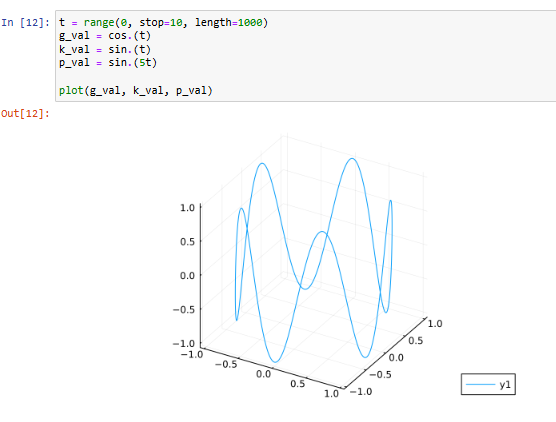 In [12]: t = range(0, stop=10, length=1000)
g_val = cos.(t)
k_val = sin.(t)
p_val = sin.(5t)
plot(g_val, k_val, p_val)
Out[12]:
1.0
0.5
0.0
−0.5
−1.0
−1.0
−0.5
0.0
0.5
1.0
−1.0
−0.5
0.0
0.5
1.0
y1